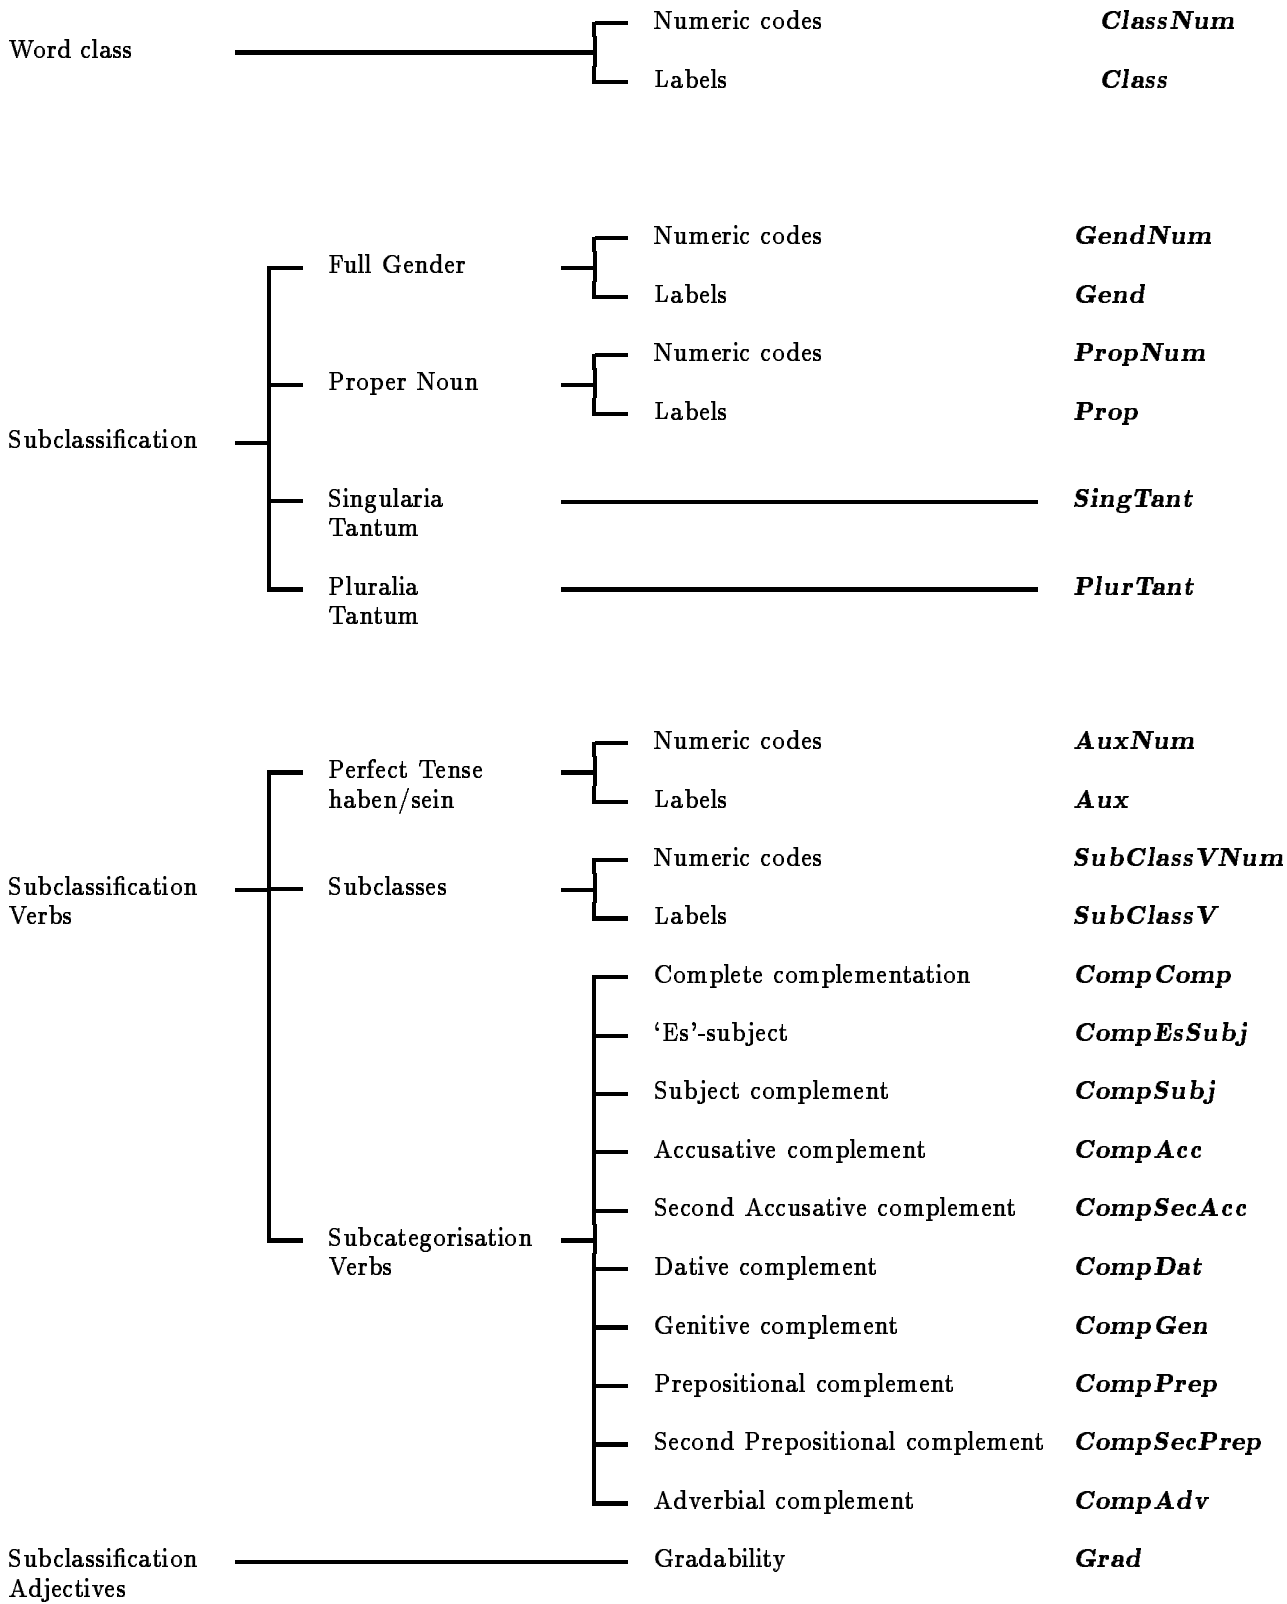 Numeric codes ClassNum
Word class
Labels Class
Numeric codes GendNum
Full Gender
Labels Gend
Numeric codes PropNum
Proper Noun
Labels Prop
Subclassification
Singularia SingTant
Tantum
Pluralia PlurTant
Tantum
Numeric codes AuxNum
Perfect Tense
haben/sein Labels Aux
Numeric codes SubClassVNum
Subclassification Subclasses
Verbs Labels SubClassV
Complete complementation CompComp
‘Es’-subject CompEsSubj
Subject complement CompSubj
Accusative complement CompAcc
Second Accusative complement CompSecAcc
Subcategorisation
Verbs Dative complement CompDat
Genitive complement CompGen
Prepositional complement CompPrep
Second Prepositional complement CompSecPrep
Adverbial complement CompAdv
Subclassification Gradability Grad
Adjectives